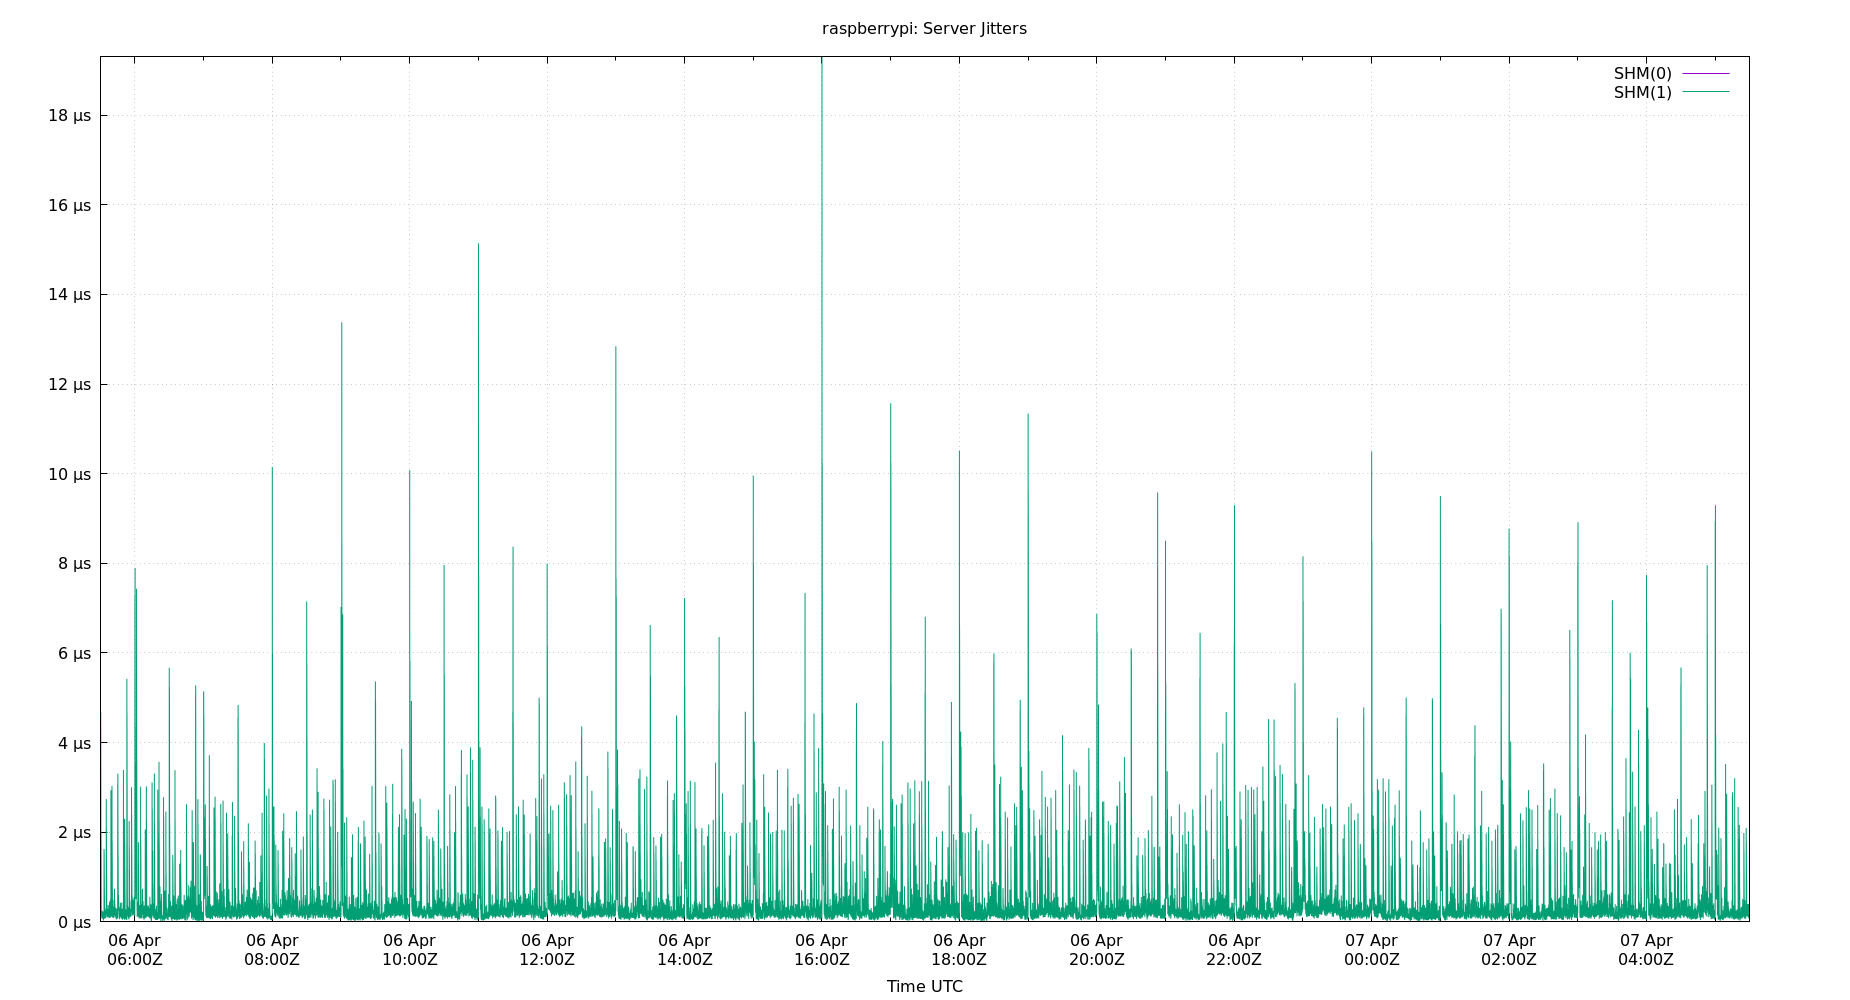 raspberrypi: Server Jitters
SHM(0)
SHM(1)
18 µs
16 µs
14 µs
12 µs
10 µs
8 µs
6 µs
4 µs
2 µs
0 µs
06 Apr 06 Apr 06 Apr 06 Apr 06 Apr 06 Apr 06 Apr 06 Apr 06 Apr 07 Apr 07 Apr 07 Apr
06:00Z 08:00Z 10:00Z 12:00Z 14:00Z 16:00Z 18:00Z 20:00Z 22:00Z 00:00Z 02:00Z 04:00Z
Time UTC